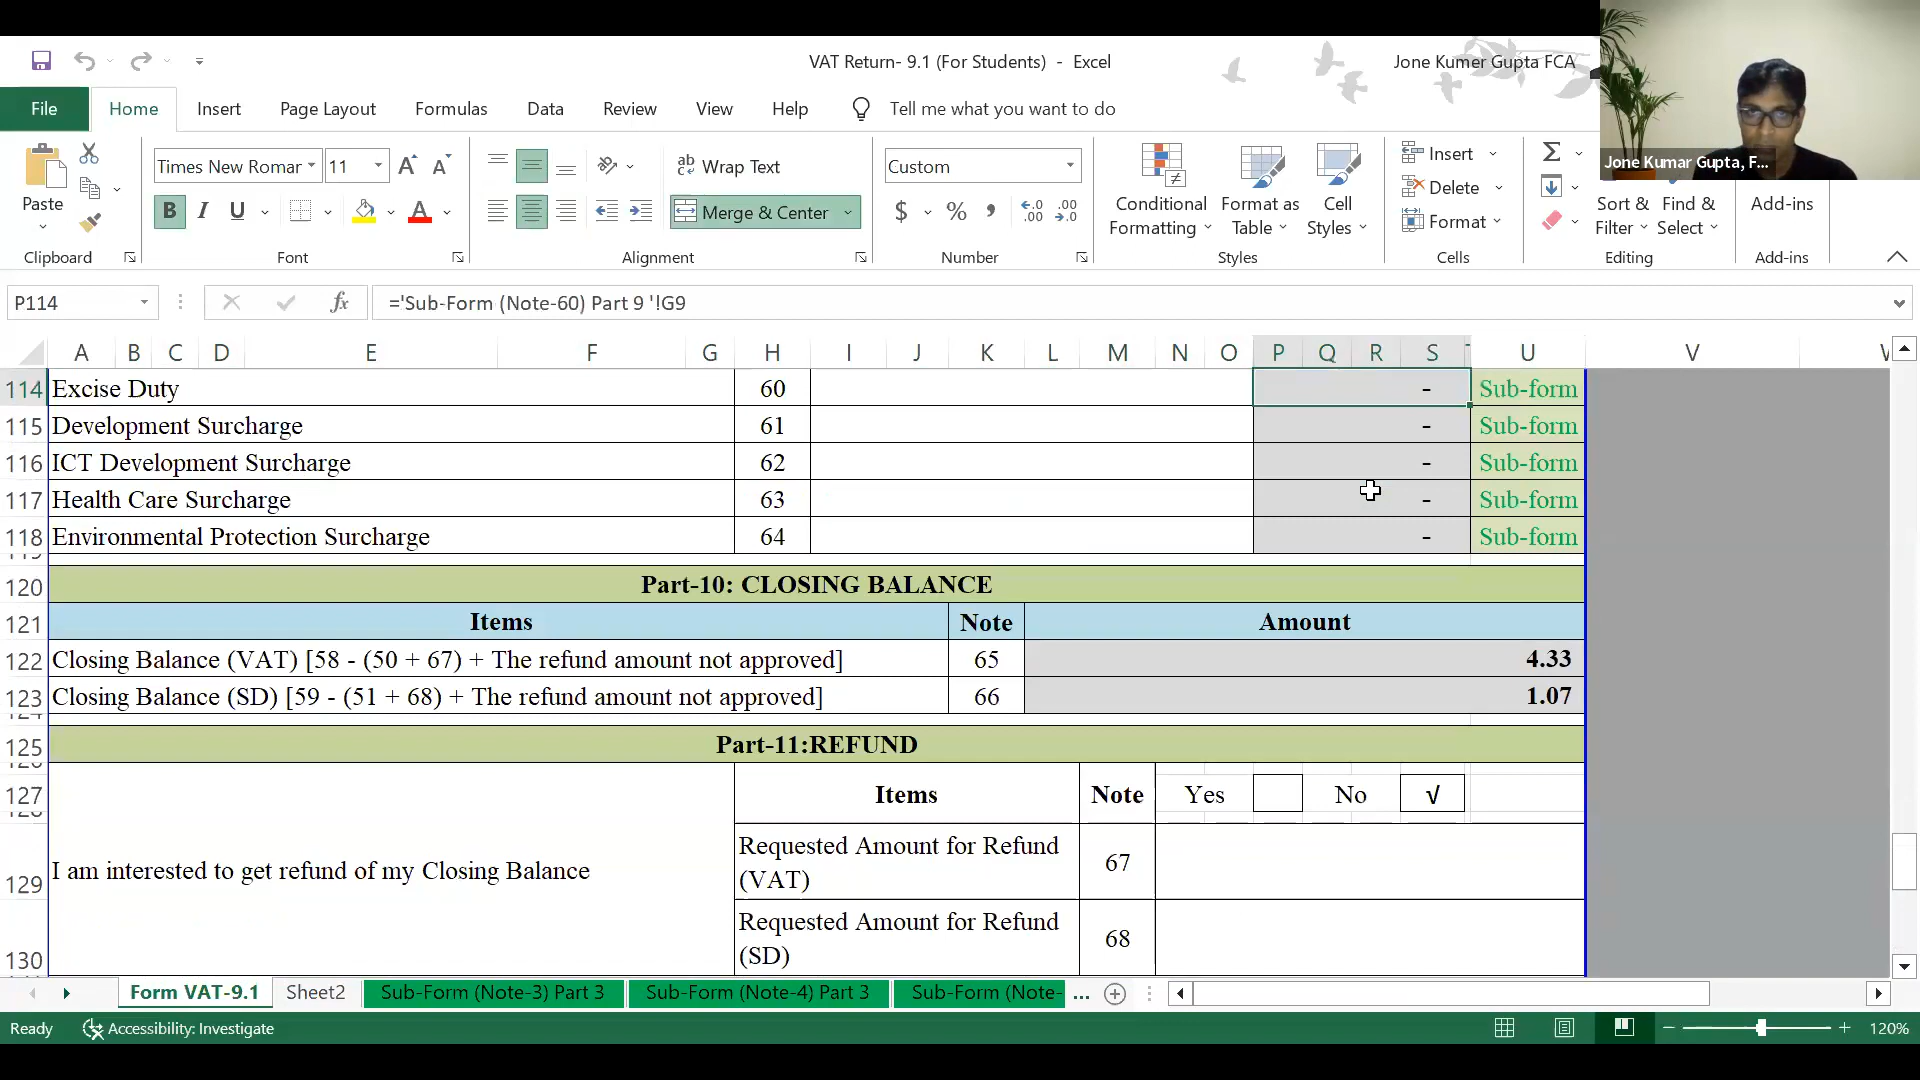 VAT Return- 9.1 (For Students) - Excel
Jone Kumer Gupta FCA
File Home Insert Page Layout Formulas Data Review View Help Tell me what you want to do
Jone Kumar Gupta, F...
Times New Romar 11 Wrap Text Custom Insert
Delete
Paste Merge & Center $ % Conditional Format as Cell Format Sort & Find & Add-ins
Formatting Table Styles Filter Select
Clipboard Font Alignment Number Styles Cells Editing Add-ins
P114 fx ='Sub-Form (Note-60) Part 9 '!G9
A B C D E F G H I J K L M N O P Q R S U V
114 Excise Duty 60 - Sub-form
115 Development Surcharge 61 - Sub-form
116 ICT Development Surcharge 62 - Sub-form
117 Health Care Surcharge 63 - Sub-form
118 Environmental Protection Surcharge 64 - Sub-form
120 Part-10: CLOSING BALANCE
121 Items Note Amount
122 Closing Balance (VAT) [58 - (50 + 67) + The refund amount not approved] 65 4.33
123 Closing Balance (SD) [59 - (51 + 68) + The refund amount not approved] 66 1.07
125 Part-11:REFUND
127 Items Note Yes No √
129 I am interested to get refund of my Closing Balance Requested Amount for Refund (VAT) 67
130 Requested Amount for Refund (SD) 68
Form VAT-9.1 Sheet2 Sub-Form (Note-3) Part 3 Sub-Form (Note-4) Part 3 Sub-Form (Note- ...
Ready Accessibility: Investigate 120%